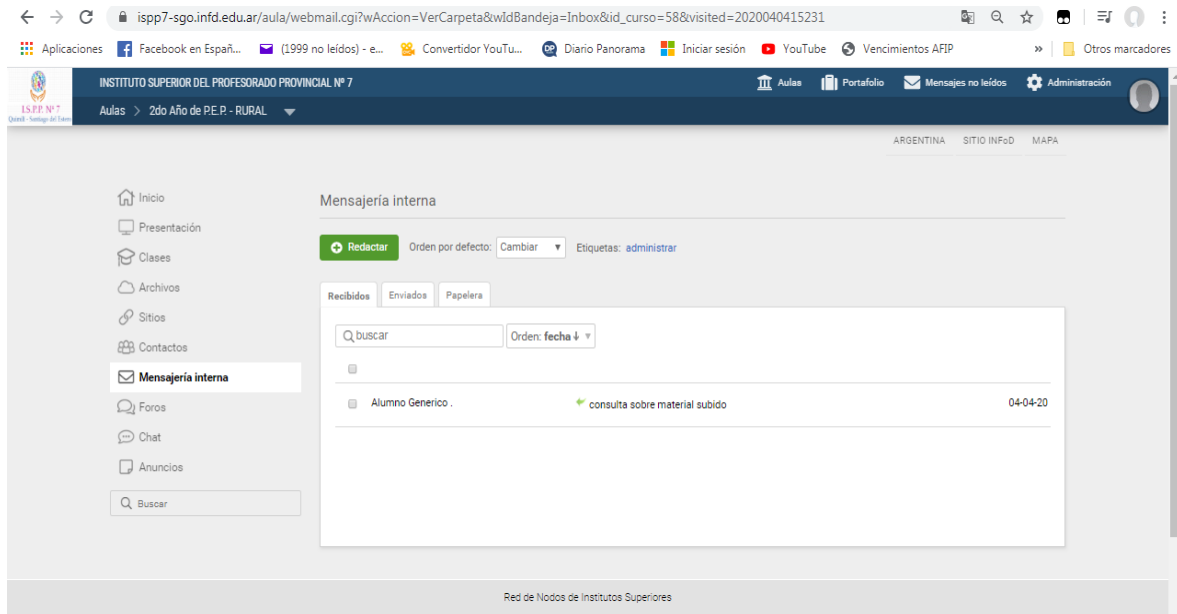 ispp7-sgo.infd.edu.ar/aula/webmail.cgi?wAccion=VerCarpeta&wIdBandeja=Inbox&id_curso=58&visited=2020040415231
Aplicaciones Facebook en Españ... (1999 no leídos) - e... Convertidor YouTu... Diario Panorama Iniciar sesión YouTube Vencimientos AFIP » Otros marcadores
INSTITUTO SUPERIOR DEL PROFESORADO PROVINCIAL Nº 7 Aulas Portafolio Mensajes no leídos Administración
I.S.P.P. Nº 7
Aulas > 2do Año de P.E.P. - RURAL
ARGENTINA SITIO INFoD MAPA
Inicio
Presentación
Clases
Archivos
Sitios
Contactos
Mensajería interna
Foros
Chat
Anuncios
Buscar
Mensajería interna
Redactar Orden por defecto: Cambiar Etiquetas: administrar
Recibidos Enviados Papelera
buscar Orden: fecha↓
Alumno Generico . consulta sobre material subido 04-04-20
Red de Nodos de Institutos Superiores